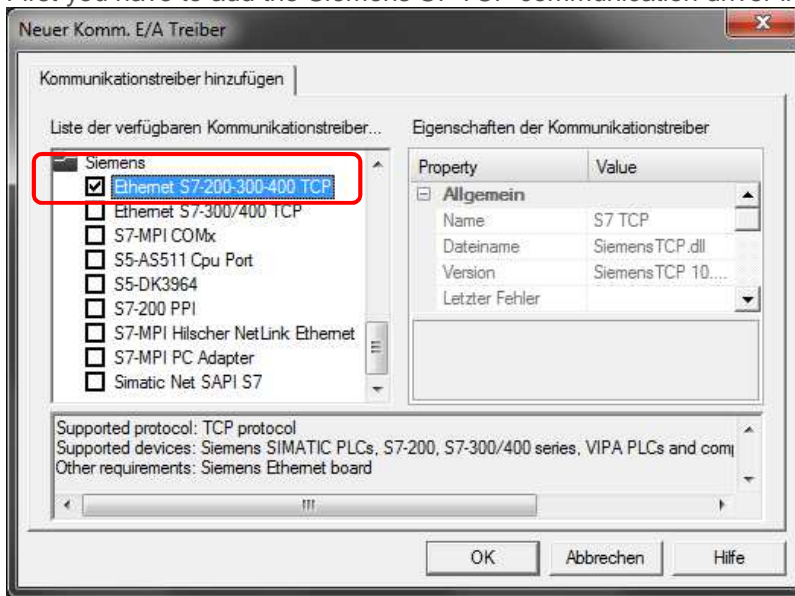 Neuer Komm. E/A Treiber
Kommunikationstreiber hinzufügen
Liste der verfügbaren Kommunikationstreiber...
Siemens
Ethernet S7-200-300-400 TCP
Ethernet S7-300/400 TCP
S7-MPI COMx
S5-AS511 Cpu Port
S5-DK3964
S7-200 PPI
S7-MPI Hilscher NetLink Ethernet
S7-MPI PC Adapter
Simatic Net SAPI S7
Eigenschaften der Kommunikationstreiber
Property Value
Allgemein
Name S7 TCP
Dateiname SiemensTCP.dll
Version SiemensTCP 10....
Letzter Fehler
Supported protocol: TCP protocol
Supported devices: Siemens SIMATIC PLCs, S7-200, S7-300/400 series, VIPA PLCs and
Other requirements: Siemens Ethernet board
OK Abbrechen Hilfe